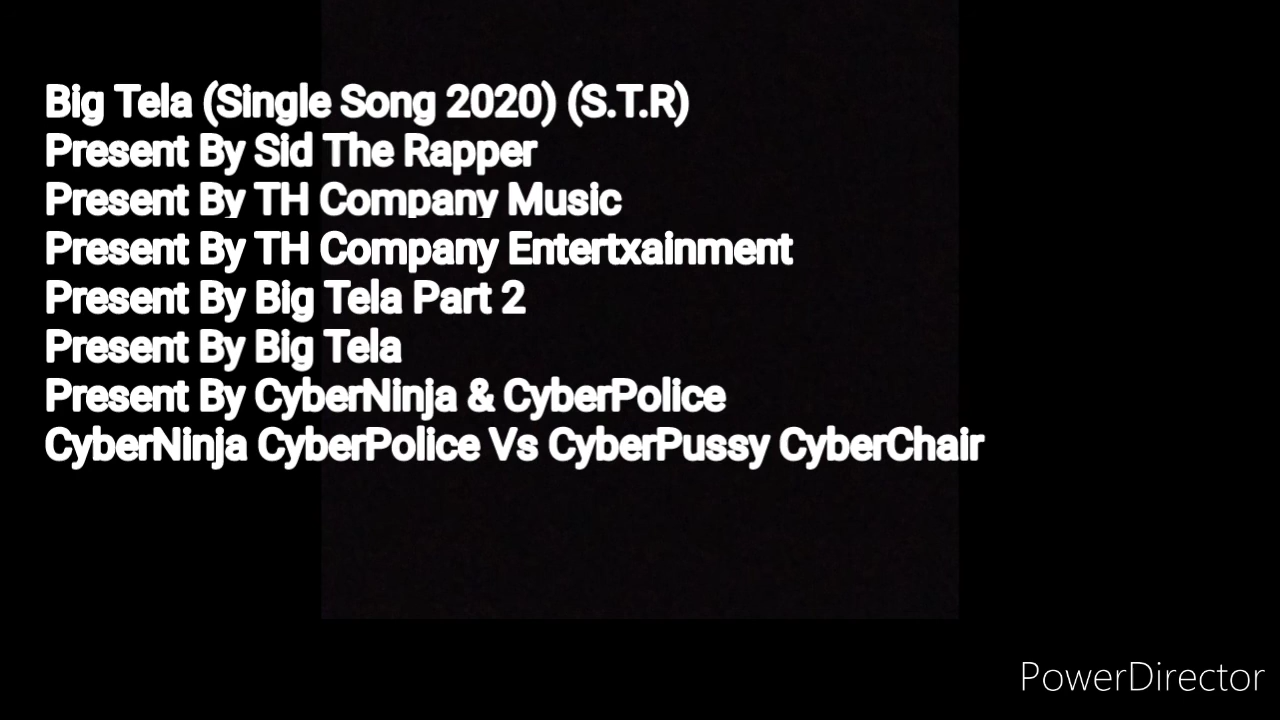 Big Tela (Single Song 2020) (S.T.R)
Present By Sid The Rapper
Present By TH Company Music
Present By TH Company Entertxainment
Present By Big Tela Part 2
Present By Big Tela
Present By CyberNinja & CyberPolice
CyberNinja CyberPolice Vs CyberPussy CyberChair
PowerDirector